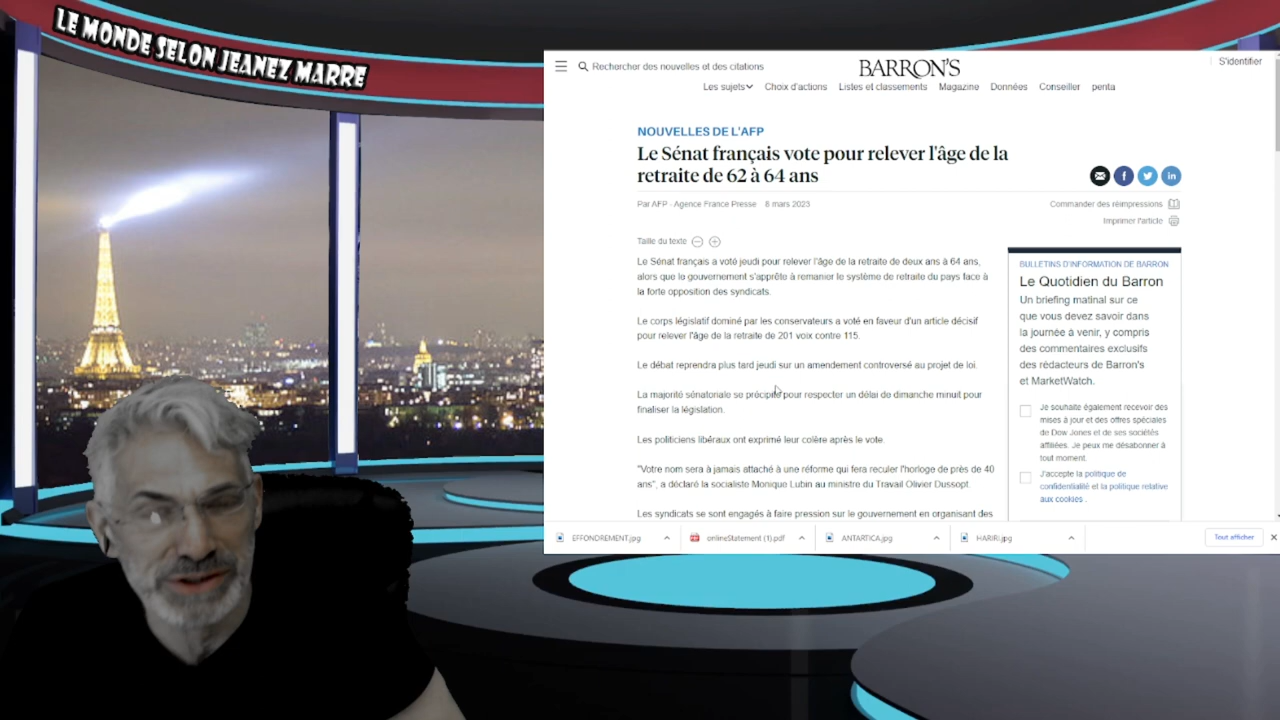 LE MONDE SELON JEANEZ MARRE
Rechercher des nouvelles et des citations
BARRON'S
S'identifier
Les sujets
Choix d'actions
Listes et classements
Magazine
Données
Conseiller
penta
NOUVELLES DE L'AFP
Le Sénat français vote pour relever l'âge de la
retraite de 62 à 64 ans
Par AFP - Agence France Presse
8 mars 2023
Commander des réimpressions
Imprimer l'article
Taille du texte
Le Sénat français a voté jeudi pour relever l'âge de la retraite de deux ans à 64 ans,
alors que le gouvernement s'apprête à remanier le système de retraite du pays face à
la forte opposition des syndicats.
Le corps législatif dominé par les conservateurs a voté en faveur d'un article décisif
pour relever l'âge de la retraite de 201 voix contre 115.
Le débat reprendra plus tard jeudi sur un amendement controversé au projet de loi.
La majorité sénatoriale se précipite pour respecter un délai de dimanche minuit pour
finaliser la législation.
Les politiciens libéraux ont exprimé leur colère après le vote.
"Votre nom sera à jamais attaché à une réforme qui fera reculer l'horloge de près de 40
ans", a déclaré la socialiste Monique Lubin au ministre du Travail Olivier Dussopt.
Les syndicats se sont engagés à faire pression sur le gouvernement en organisant des
BULLETINS D'INFORMATION DE BARRON
Le Quotidien du Barron
Un briefing matinal sur ce
que vous devez savoir dans
la journée à venir, y compris
des commentaires exclusifs
des rédacteurs de Barron's
et MarketWatch.
Je souhaite également recevoir des
mises à jour et des offres spéciales
de Dow Jones et de ses sociétés
affiliées. Je peux me désabonner à
tout moment.
J'accepte la politique de
confidentialité et la politique relative
aux cookies .
EFFONDREMENT.jpg
onlineStatement (1).pdf
ANTARTICA.jpg
HARIRI.jpg
Tout afficher